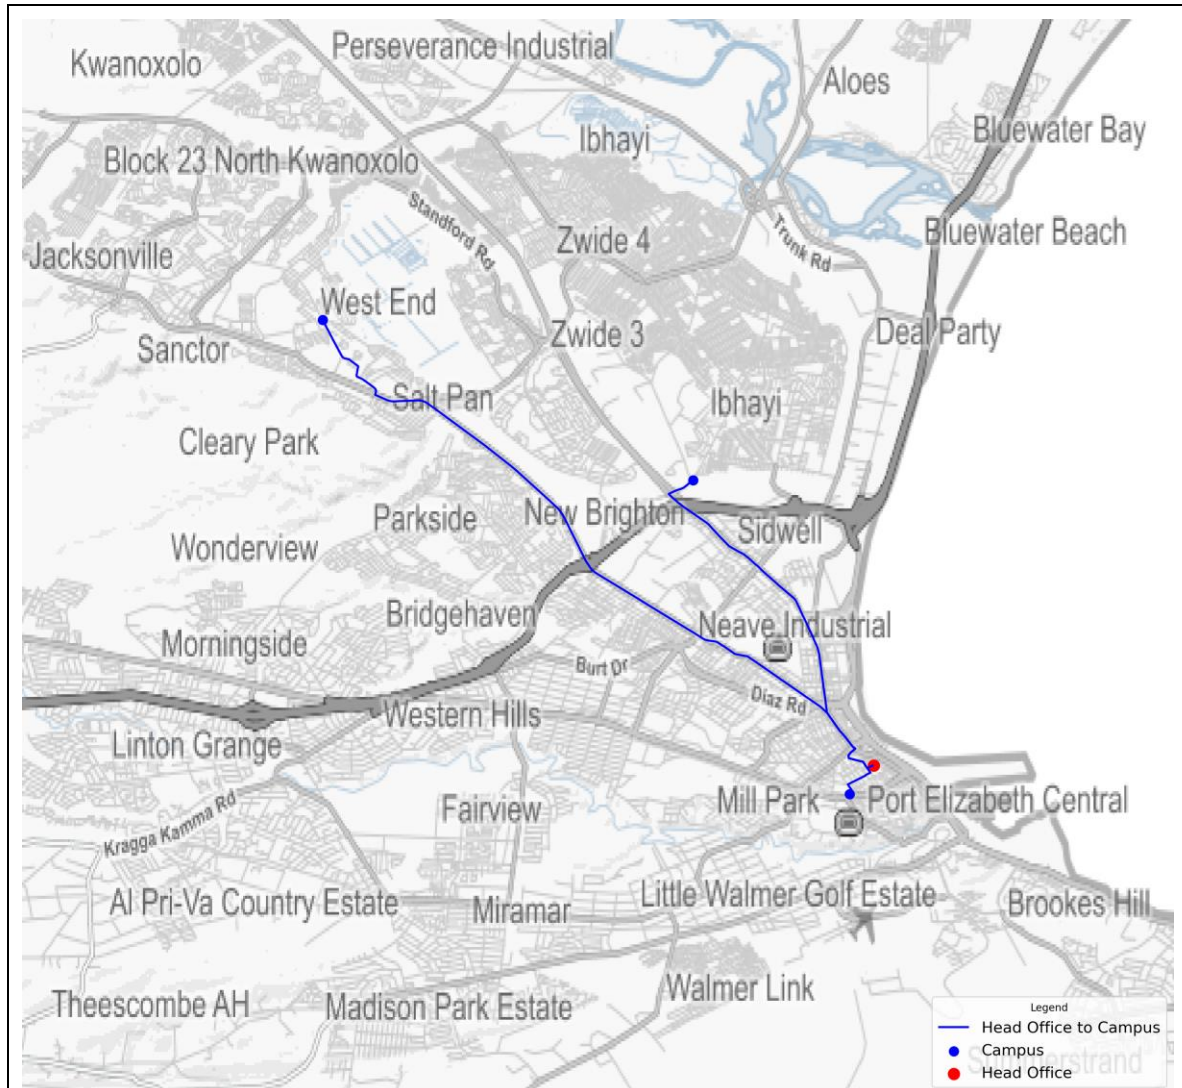 Perseverance Industrial
Kwanoxolo
Aloes
Bluewater Bay
Ibhayi
Block 23 North Kwanoxolo
Standford Rd
Zwide 4
Trunk Rd
Bluewater Beach
Jacksonville
West End
Zwide 3
Deal Party
Sanctor
Salt Pan
Ibhayi
Cleary Park
Parkside
New Brighton
Sidwell
Wonderview
Bridgehaven
Neave Industrial
Morningside
Burt Dr
Diaz Rd
Western Hills
Linton Grange
Fairview
Mill Park
Port Elizabeth Central
Kragga Kamma Rd
Al Pri-Va Country Estate
Miramar
Little Walmer Golf Estate
Brookes Hill
Theescombe AH
Madison Park Estate
Walmer Link
Legend
Head Office to Campus
Campus
Head Office
Summerstrand